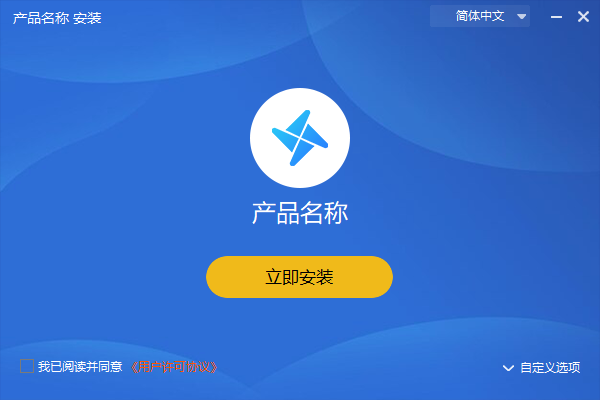 产品名称 安装
简体中文
产品名称
立即安装
我已阅读并同意 《用户许可协议》
自定义选项